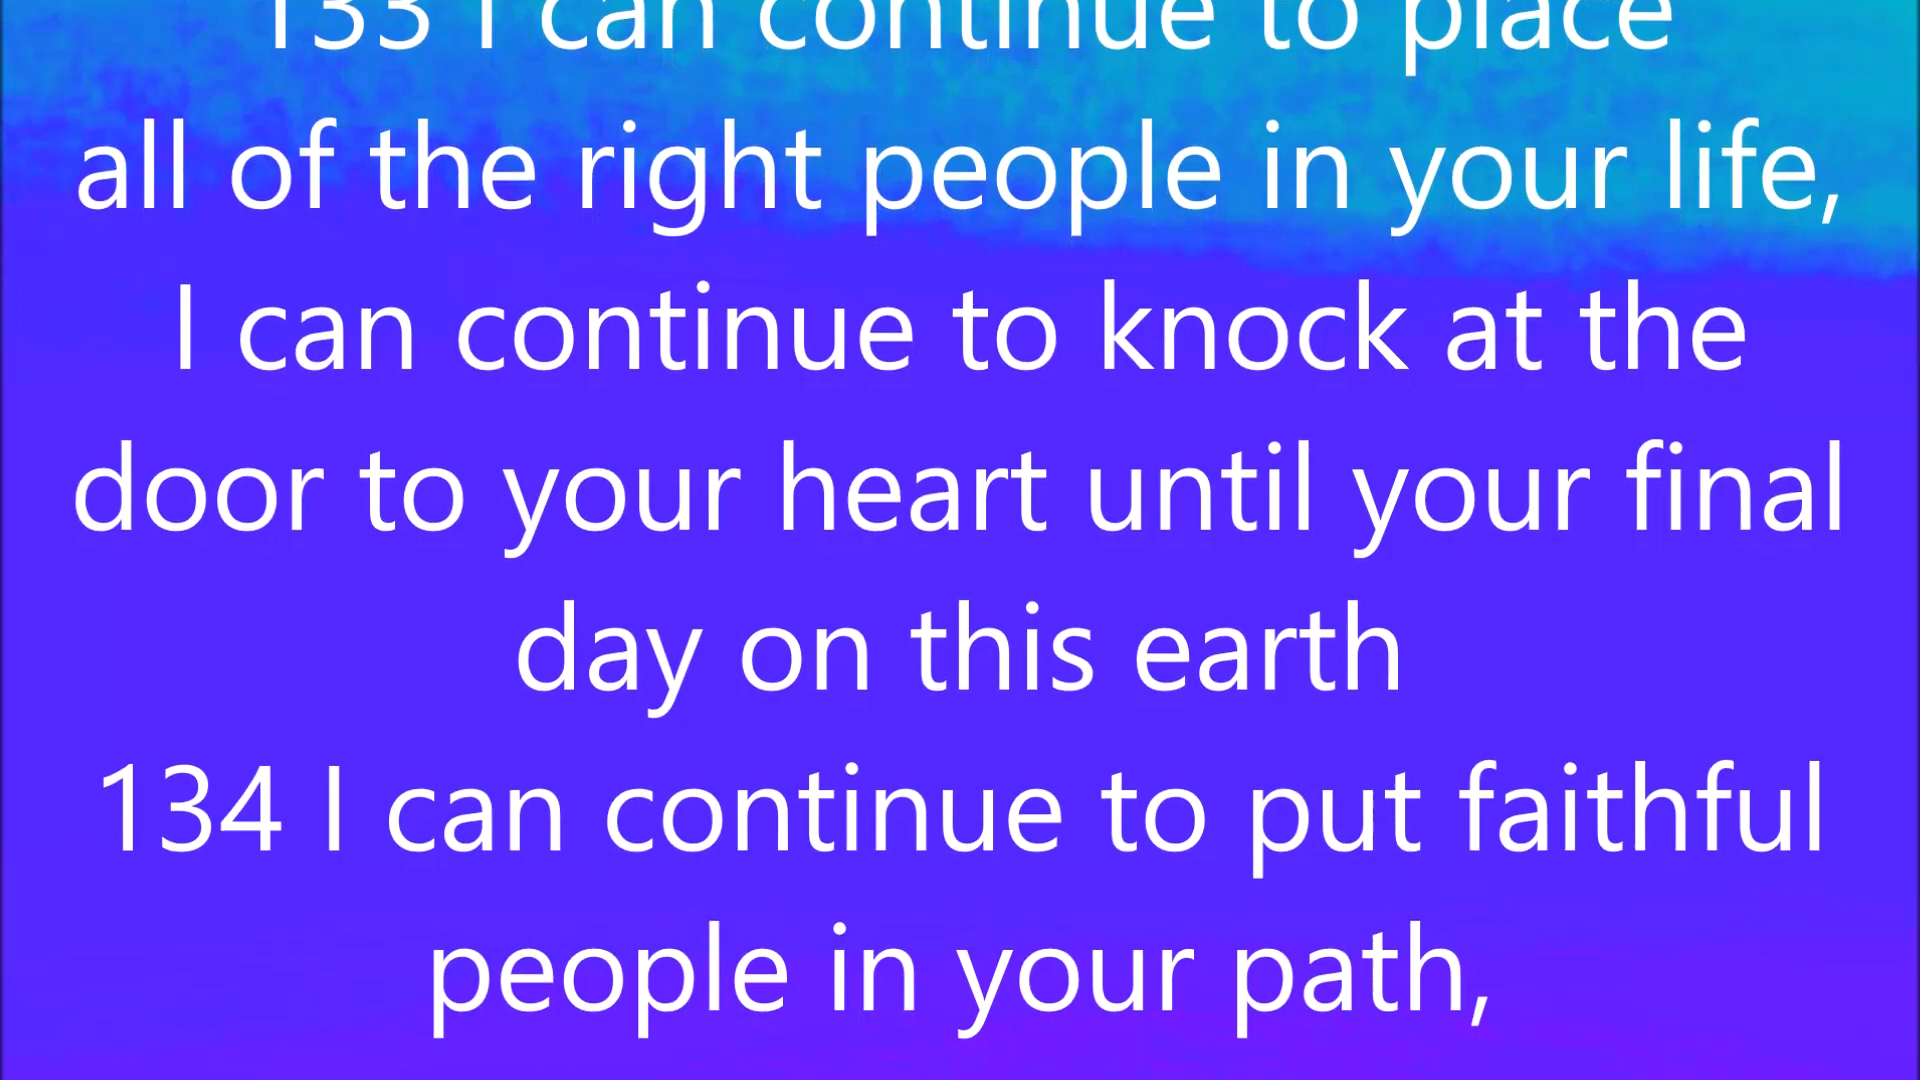 133 I can continue to place
all of the right people in your life,
I can continue to knock at the
door to your heart until your final
day on this earth
134 I can continue to put faithful
people in your path,